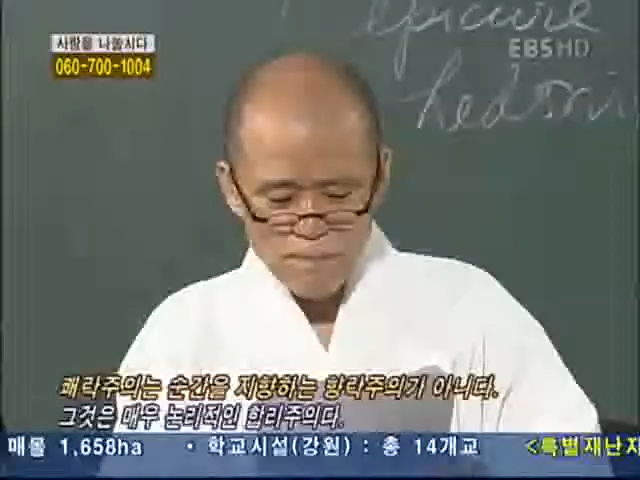 사랑을 나눕시다
060-700-1004
epicure
EBS HD
hedoni
쾌락주의는 순간을 지향하는 향락주의가 아니다.
그것은 매우 논리적인 합리주의다.
매몰 1,658ha · 학교시설(강원) : 총 14개교 <특별재난지